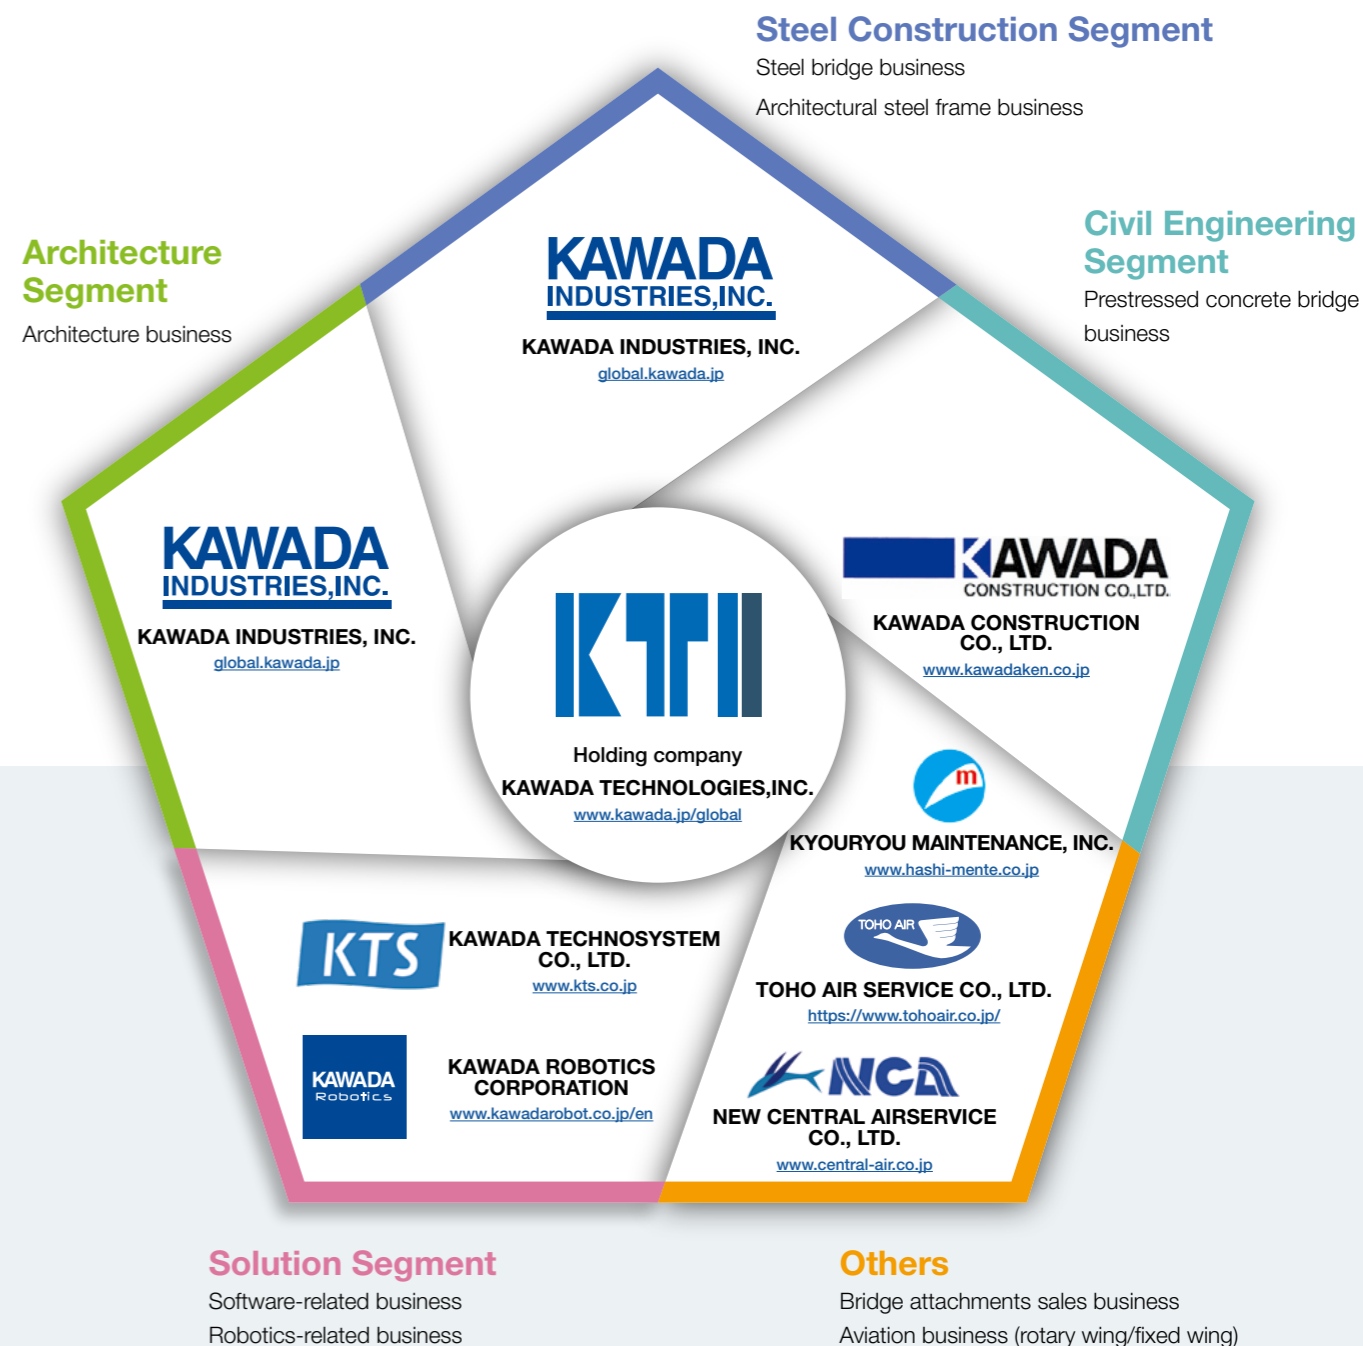 Steel Construction Segment
Steel bridge business
Architectural steel frame business
Civil Engineering
Segment
Prestressed concrete bridge
business
Architecture
Segment
Architecture business
KAWADA
INDUSTRIES,INC.
KAWADA INDUSTRIES, INC.
global.kawada.jp
KAWADA
INDUSTRIES,INC.
KAWADA INDUSTRIES, INC.
global.kawada.jp
KAWADA
CONSTRUCTION CO.,LTD.
KAWADA CONSTRUCTION
CO., LTD.
www.kawadaken.co.jp
KTI
Holding company
KAWADA TECHNOLOGIES,INC.
www.kawada.jp/global
m
KYOURYOU MAINTENANCE, INC.
www.hashi-mente.co.jp
TOHO AIR
TOHO AIR SERVICE CO., LTD.
https://www.tohoair.co.jp/
NCA
NEW CENTRAL AIRSERVICE
CO., LTD.
www.central-air.co.jp
KTS
KAWADA TECHNOSYSTEM
CO., LTD.
www.kts.co.jp
KAWADA
Robotics
KAWADA ROBOTICS
CORPORATION
www.kawadarobot.co.jp/en
Solution Segment
Software-related business
Robotics-related business
Others
Bridge attachments sales business
Aviation business (rotary wing/fixed wing)